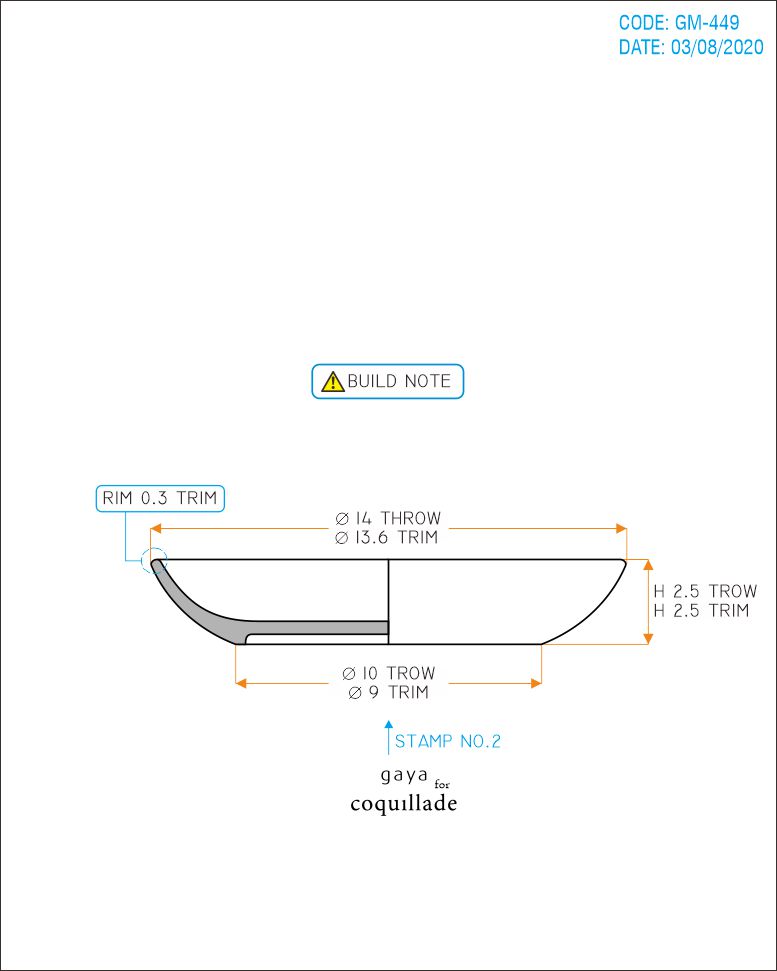 CODE: GM-449
DATE: 03/08/2020
BUILD NOTE
RIM 0.3 TRIM
Ø 14 THROW
Ø 13.6 TRIM
H 2.5 TROW
H 2.5 TRIM
Ø 10 TROW
Ø 9 TRIM
STAMP NO.2
gaya for
coquillade